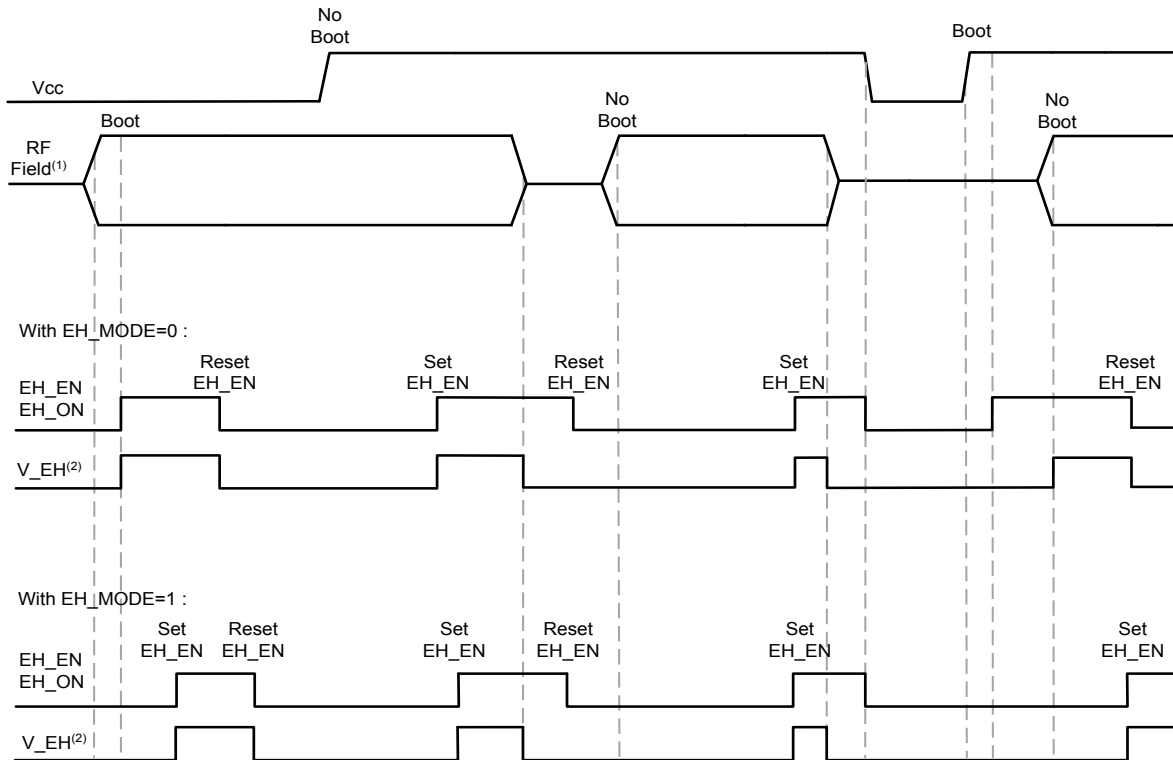 No
Boot
Boot
Vcc
Boot
No
Boot
No
Boot
RF
Field(1)
With EH_MODE=0 :
Reset
EH_EN
Set
EH_EN
Reset
EH_EN
Set
EH_EN
Reset
EH_EN
EH_EN
EH_ON
V_EH(2)
With EH_MODE=1 :
Set
EH_EN
Reset
EH_EN
Set
EH_EN
Reset
EH_EN
Set
EH_EN
Set
EH_EN
EH_EN
EH_ON
V_EH(2)